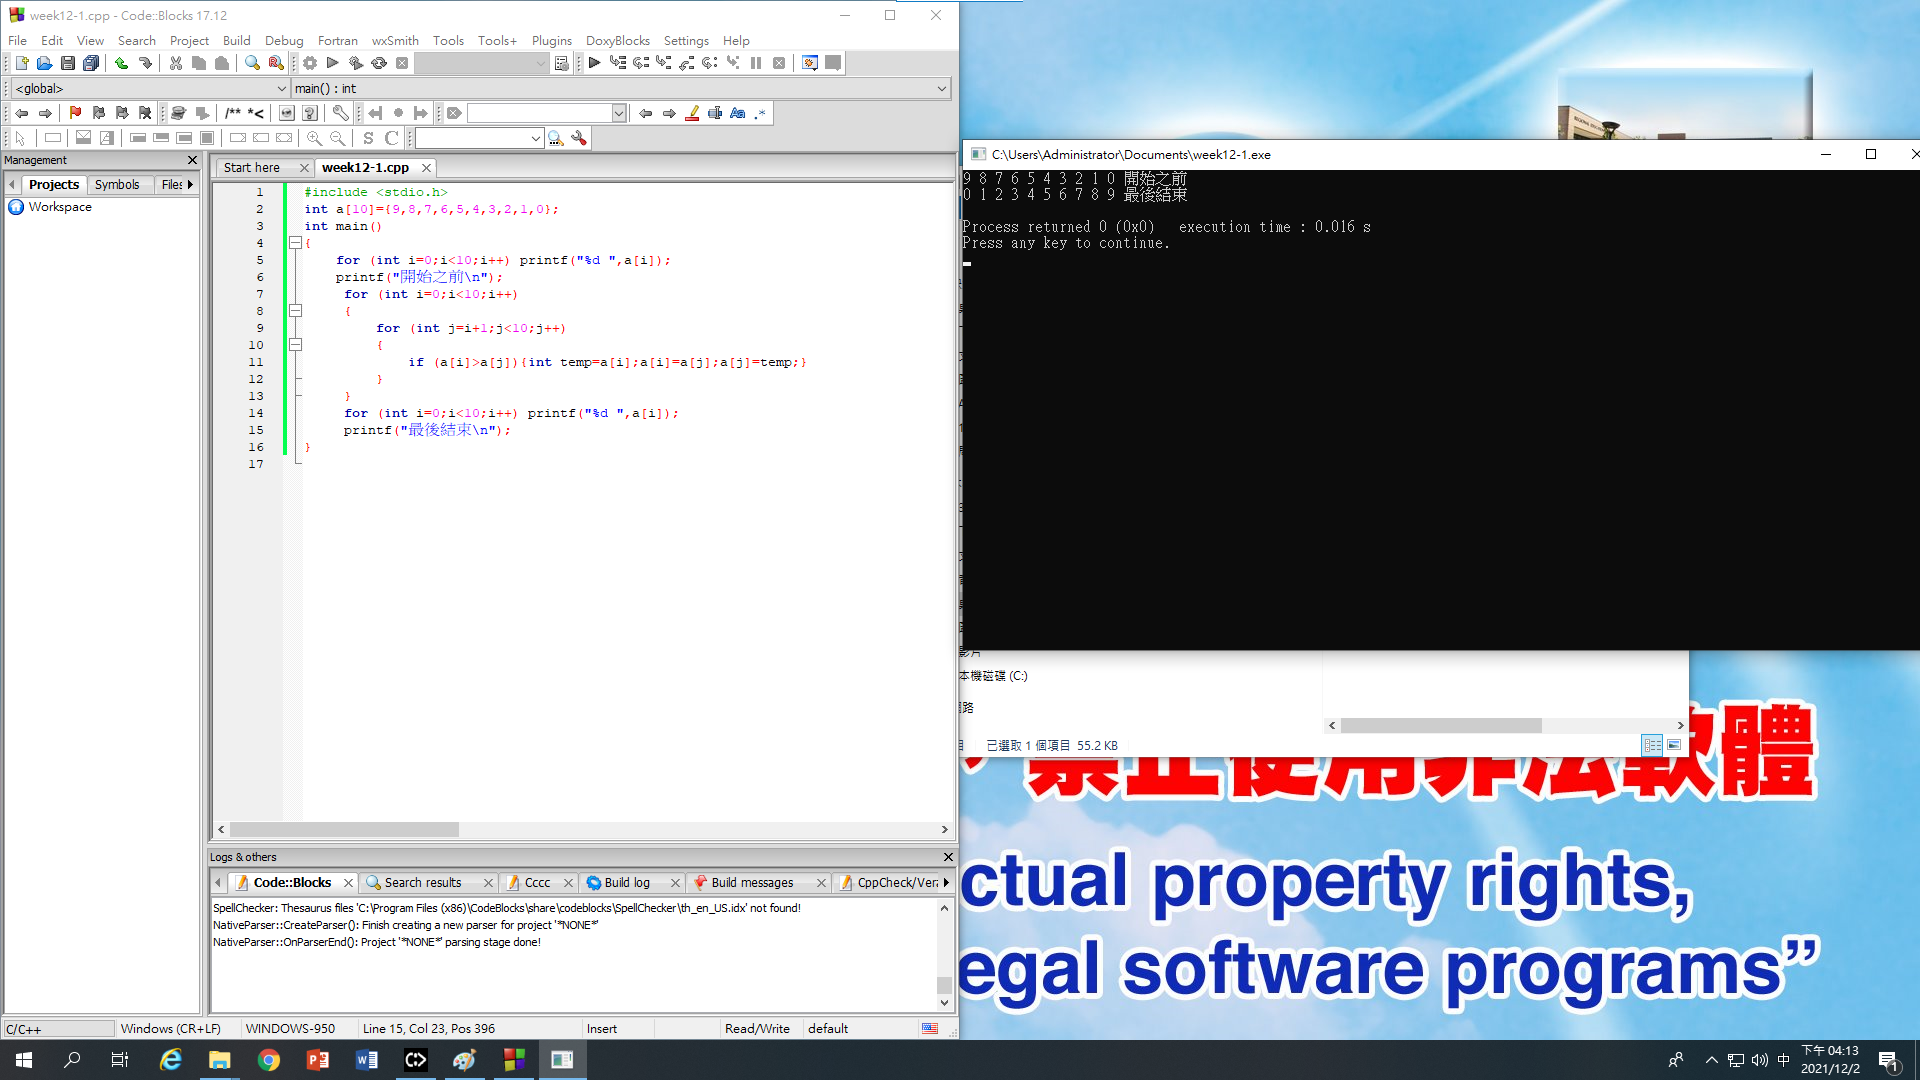 week12-1.cpp - Code::Blocks 17.12
File Edit View Search Project Build Debug Fortran wxSmith Tools Tools+ Plugins DoxyBlocks Settings Help
<global>
main() : int
/** *<
S C
Management
Projects Symbols Files
Workspace
Start here week12-1.cpp
1 #include <stdio.h>
2 int a[10]={9,8,7,6,5,4,3,2,1,0};
3 int main()
4 {
5 for (int i=0;i<10;i++) printf("%d ",a[i]);
6 printf("開始之前\n");
7 for (int i=0;i<10;i++)
8 {
9 for (int j=i+1;j<10;j++)
10 {
11 if (a[i]>a[j]){int temp=a[i];a[i]=a[j];a[j]=temp;}
12 }
13 }
14 for (int i=0;i<10;i++) printf("%d ",a[i]);
15 printf("最後結束\n");
16 }
17
Logs & others
Code::Blocks Search results Cccc Build log Build messages CppCheck/Vera
SpellChecker: Thesaurus files 'C:\Program Files (x86)\CodeBlocks\share\codeblocks\SpellChecker\th_en_US.idx' not found!
NativeParser::CreateParser(): Finish creating a new parser for project '*NONE*'
NativeParser::OnParserEnd(): Project '*NONE*' parsing stage done!
C/C++ Windows (CR+LF) WINDOWS-950 Line 15, Col 23, Pos 396 Insert Read/Write default
C:\Users\Administrator\Documents\week12-1.exe
9 8 7 6 5 4 3 2 1 0 開始之前
0 1 2 3 4 5 6 7 8 9 最後結束
Process returned 0 (0x0) execution time : 0.016 s
Press any key to continue.
本機磁碟 (C:)
路
已選取 1 個項目 55.2 KB
禁止使用非法軟體
ctual property rights,
egal software programs”
中
下午 04:13
2021/12/2
1